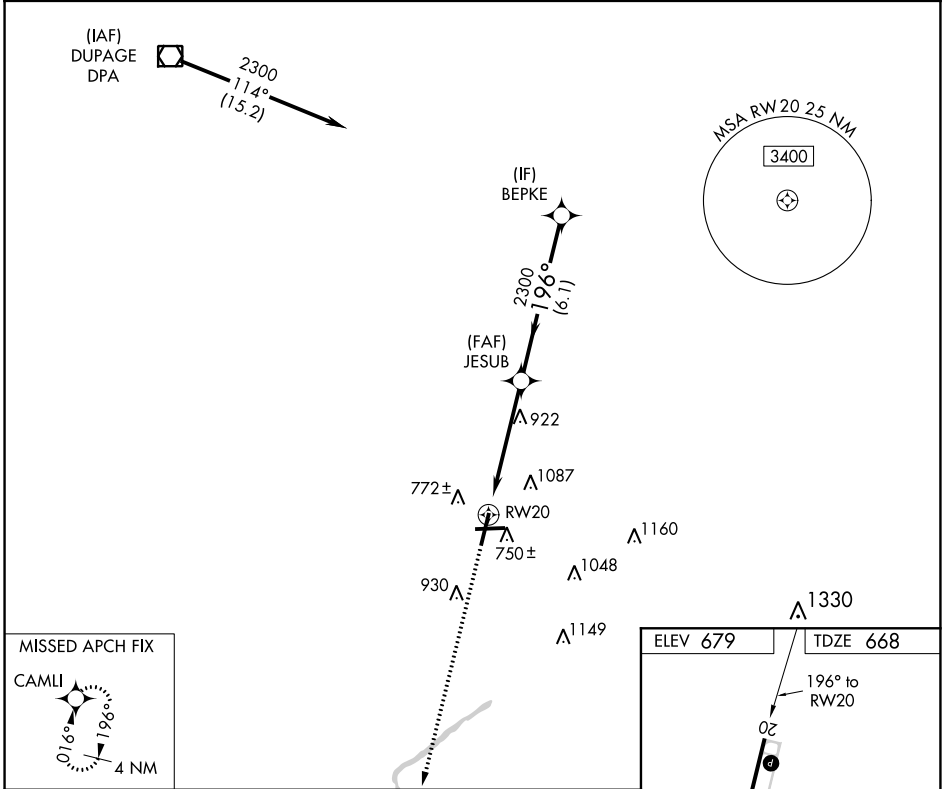 (IAF)
DUPAGE
DPA
2300
114°
(15.2)
MSA RW20 25 NM
3400
(IF)
BEPKE
2300
196°
(6.1)
(FAF)
JESUB
922
1087
772±
RW20
1160
750±
1048
930
1330
1149
MISSED APCH FIX
CAMLI
016°
196°
4 NM
ELEV 679
TDZE 668
196° to
RW20
20
P